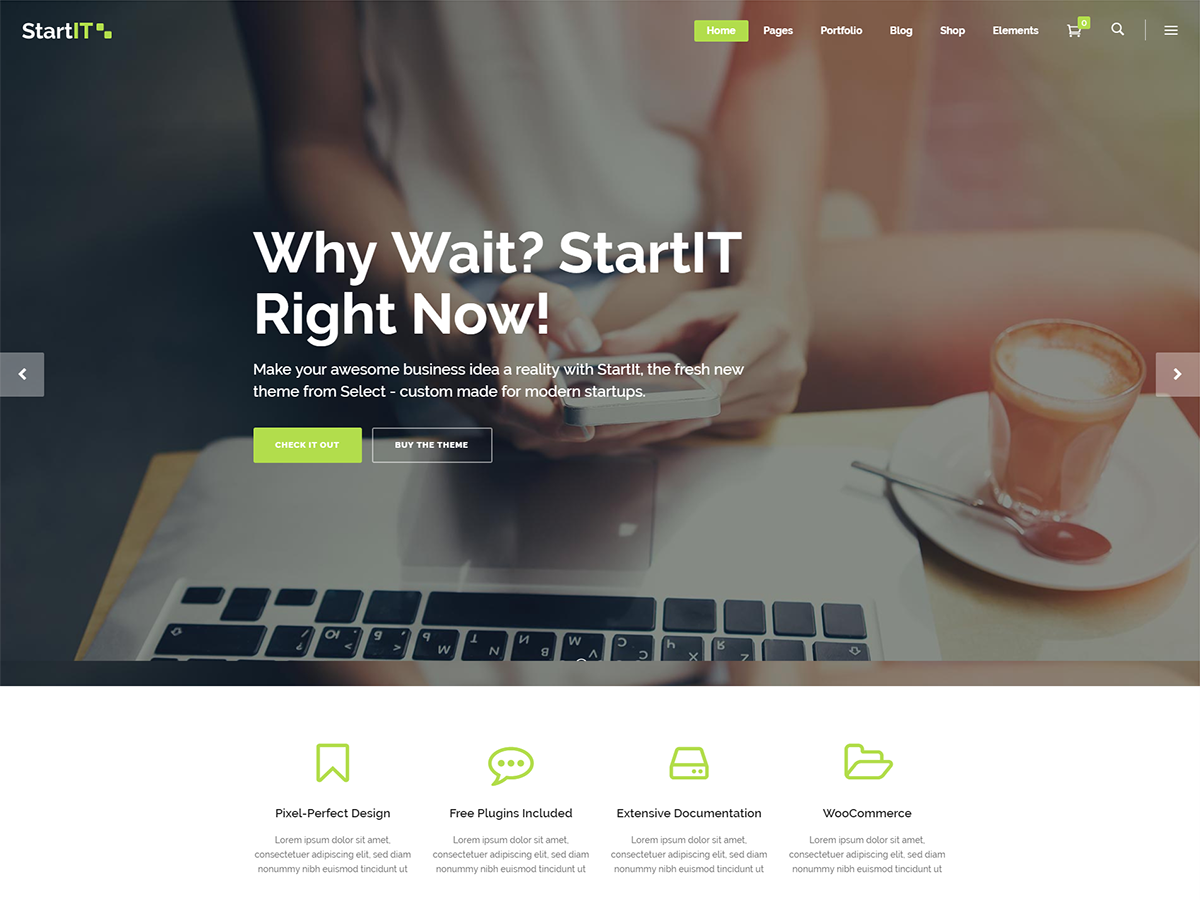 StartIT
Home Pages Portfolio Blog Shop Elements 0
Why Wait? StartIT
Right Now!
Make your awesome business idea a reality with StartIt, the fresh new
theme from Select - custom made for modern startups.
CHECK IT OUT BUY THE THEME
Pixel-Perfect Design Free Plugins Included Extensive Documentation WooCommerce
Lorem ipsum dolor sit amet, Lorem ipsum dolor sit amet, Lorem ipsum dolor sit amet, Lorem ipsum dolor sit amet,
consectetuer adipiscing elit, sed diam consectetuer adipiscing elit, sed diam consectetuer adipiscing elit, sed diam consectetuer adipiscing elit, sed diam
nonummy nibh euismod tincidunt ut nonummy nibh euismod tincidunt ut nonummy nibh euismod tincidunt ut nonummy nibh euismod tincidunt ut